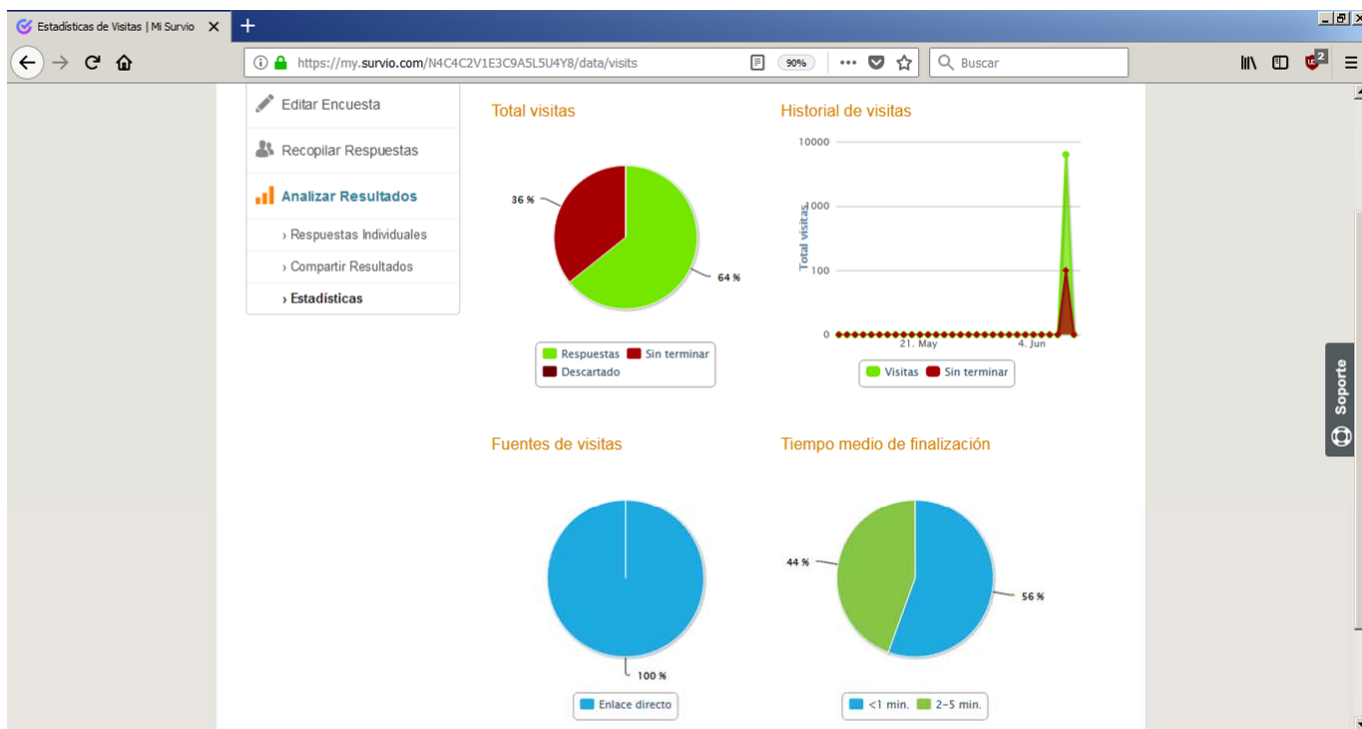 Estadísticas de Visitas | Mi Survio
https://my.survio.com/N4C4C2V1E3C9A5L5U4Y8/data/visits
90%
Buscar
2
Editar Encuesta
Recopilar Respuestas
Analizar Resultados
› Respuestas Individuales
› Compartir Resultados
› Estadísticas
Total visitas
36 %
64 %
Respuestas Sin terminar
Descartado
Historial de visitas
Total visitas
10000
1000
100
0
21. May 4. Jun
Visitas Sin terminar
Fuentes de visitas
100 %
Enlace directo
Tiempo medio de finalización
44 %
56 %
<1 min. 2-5 min.
Soporte